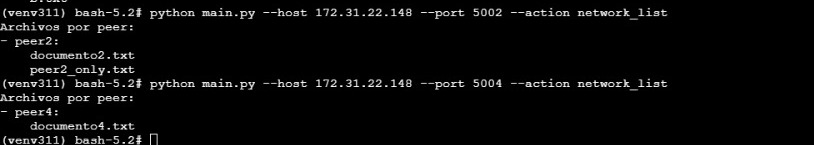 (venv311) bash-5.2# python main.py --host 172.31.22.148 --port 5002 --action network_list
Archivos por peer:
- peer2:
    documento2.txt
    peer2_only.txt
(venv311) bash-5.2# python main.py --host 172.31.22.148 --port 5004 --action network_list
Archivos por peer:
- peer4:
    documento4.txt
(venv311) bash-5.2#